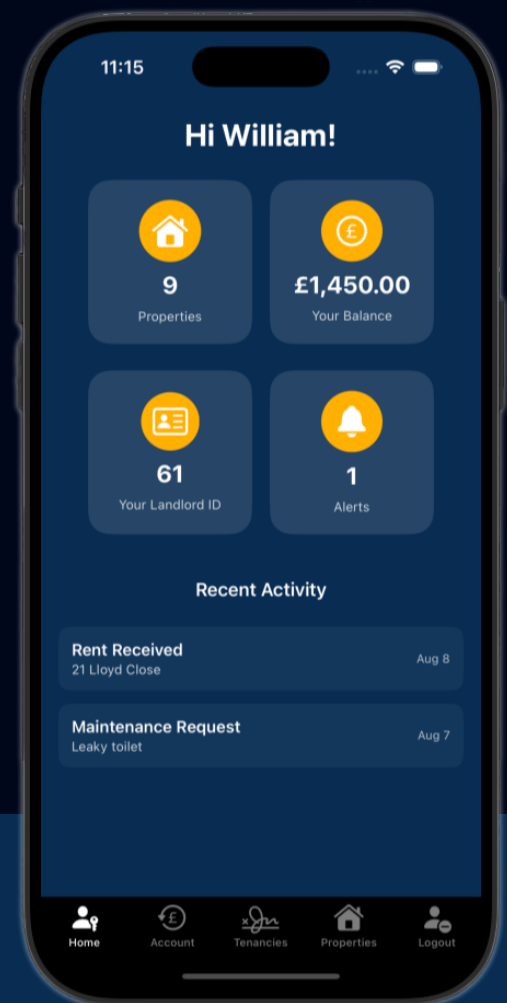 11:15
Hi William!
9
Properties
£1,450.00
Your Balance
61
Your Landlord ID
1
Alerts
Recent Activity
Rent Received
21 Lloyd Close
Aug 8
Maintenance Request
Leaky toilet
Aug 7
Home
Account
Tenancies
Properties
Logout